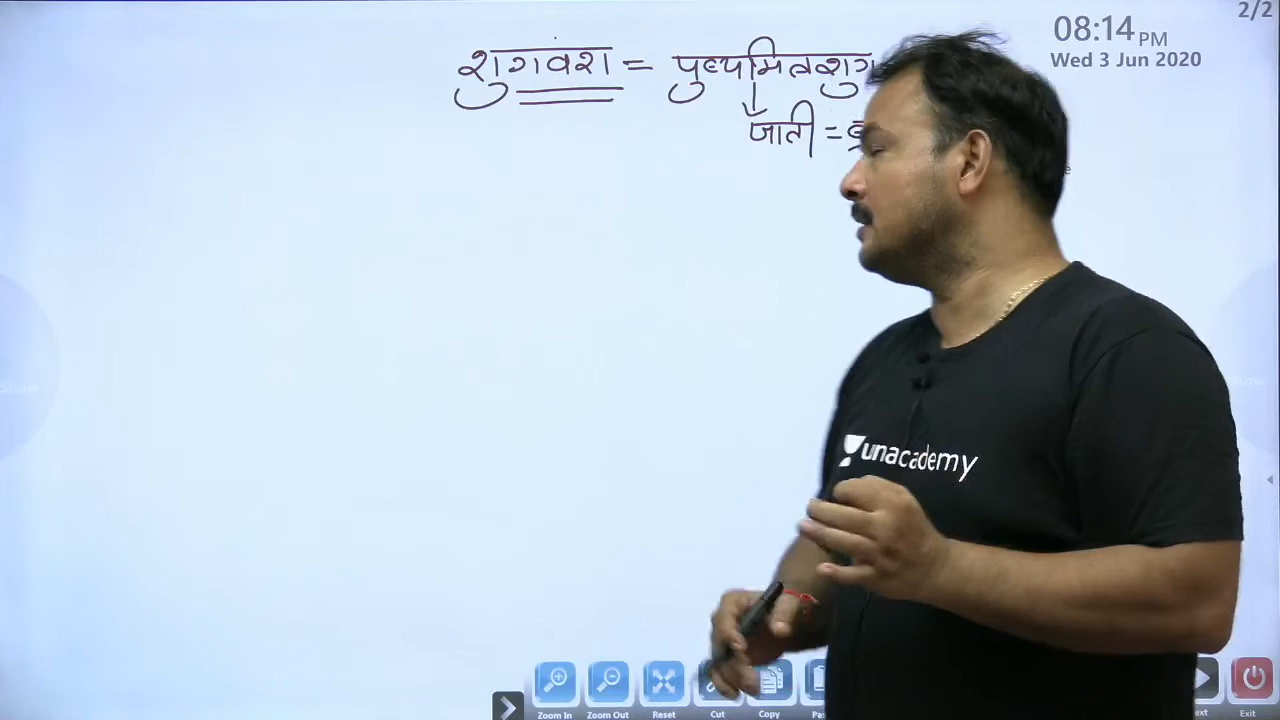 2/2
08:14 PM
Wed 3 Jun 2020
शुगवंश = पुष्यमित्रशुग
जाती =
unacademy
Zoom In Zoom Out Reset Cut Copy Exit